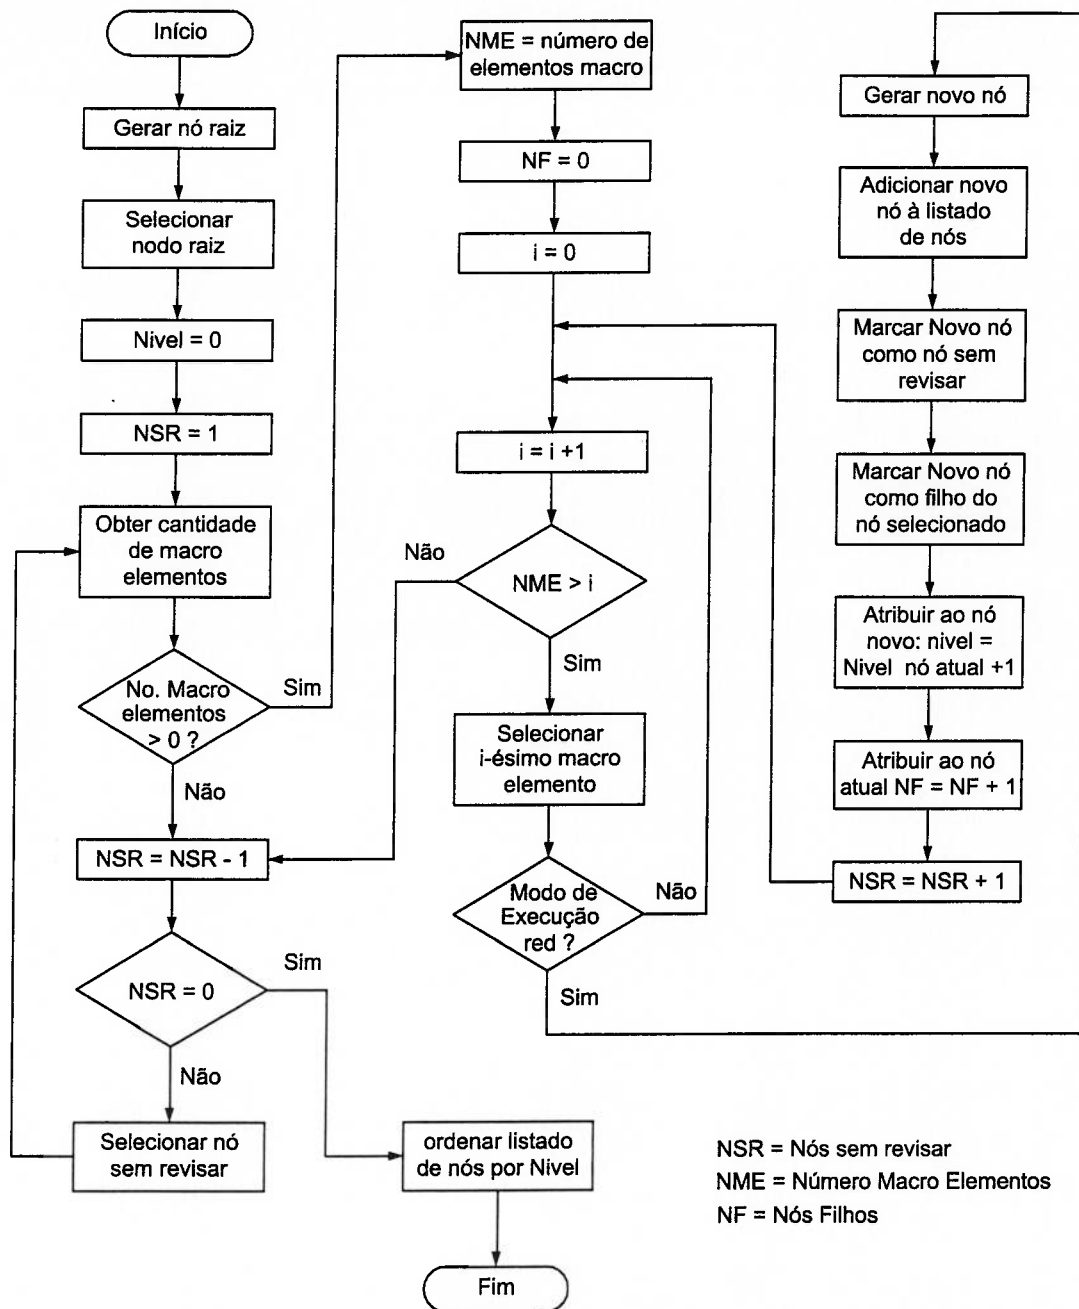 Início
Gerar nó raiz
Selecionar
nodo raiz
Nivel = 0
NSR = 1
Obter cantidade
de macro
elementos
No. Macro
elementos
> 0 ?
Sim
Não
NSR = NSR - 1
NSR = 0
Sim
Não
Selecionar nó
sem revisar
NME = número de
elementos macro
NF = 0
i = 0
i = i +1
NME > i
Não
Sim
Selecionar
i-ésimo macro
elemento
Modo de
Execução
red ?
Não
Sim
ordenar listado
de nós por Nivel
Fim
Gerar novo nó
Adicionar novo
nó à listado
de nós
Marcar Novo nó
como nó sem
revisar
Marcar Novo nó
como filho do
nó selecionado
Atribuir ao nó
novo: nivel =
Nivel nó atual +1
Atribuir ao nó
atual NF = NF + 1
NSR = NSR + 1
NSR = Nós sem revisar
NME = Número Macro Elementos
NF = Nós Filhos